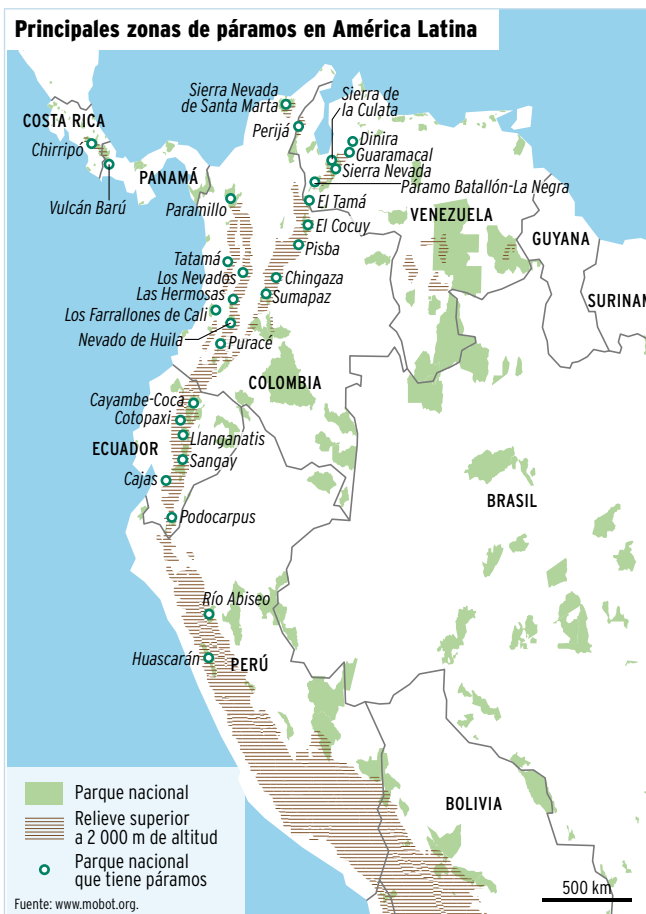 Principales zonas de páramos en América Latina
Sierra Nevada
de Santa Marta
Sierra de
la Culata
COSTA RICA
Perijá
Dinira
Chirripó
Guaramacal
Sierra Nevada
PANAMÁ
Páramo Batallón-La Negra
Vulcán Barú
Paramillo
El Tamá
VENEZUELA
El Cocuy
GUYANA
Pisba
Tatamá
Los Nevados
Chingaza
SURINAM
Las Hermosas
Sumapaz
Los Farrallones de Cali
Nevado de Huila
Puracé
COLOMBIA
Cayambe-Coca
Cotopaxi
Llanganatis
ECUADOR
Sangay
Cajas
BRASIL
Podocarpus
Río Abiseo
Huascarán
PERÚ
Parque nacional
Relieve superior
a 2 000 m de altitud
BOLIVIA
Parque nacional
que tiene páramos
500 km
Fuente: www.mobot.org.